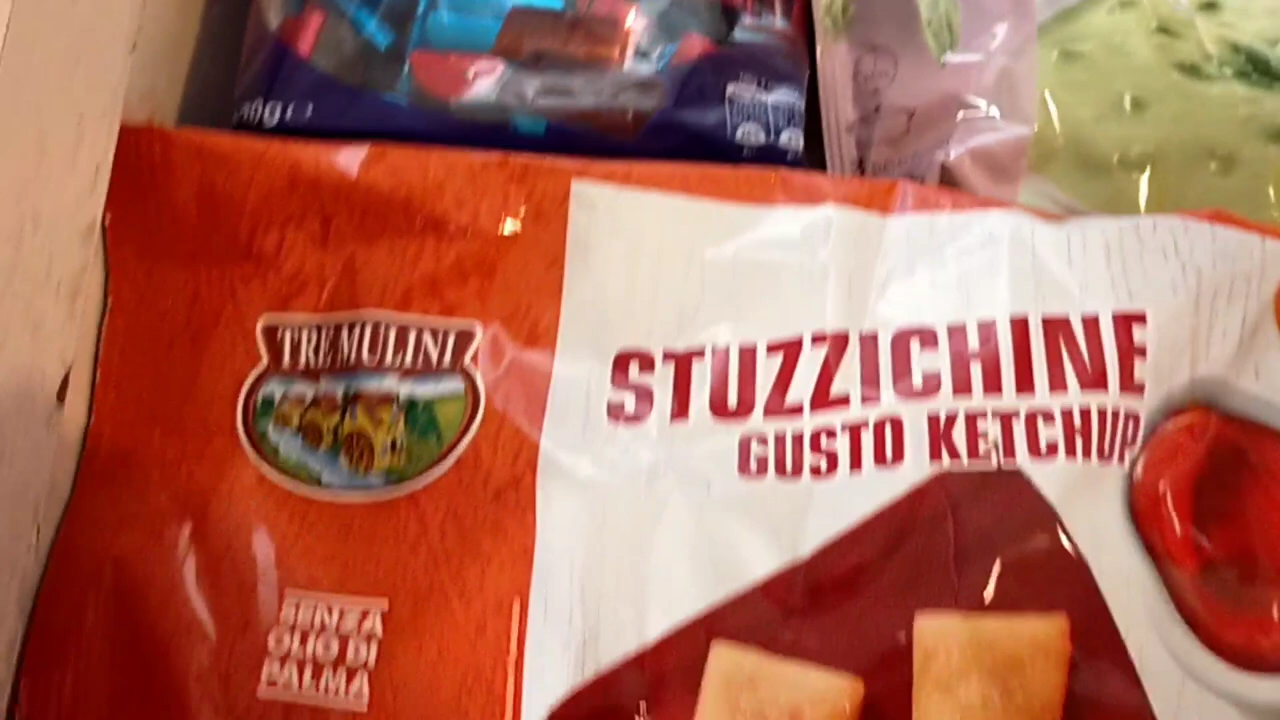 TREMULINI
STUZZICHINE
GUSTO KETCHUP
SENZA
OLIO DI
PALMA